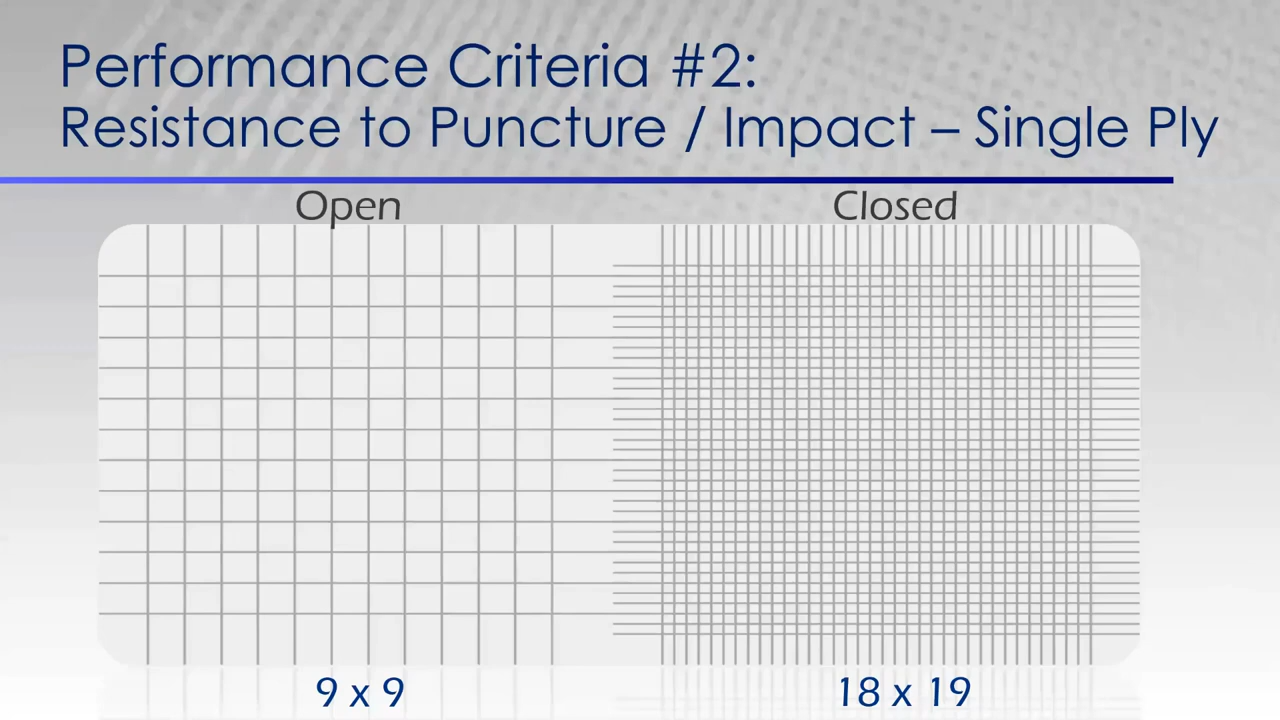 Performance Criteria #2:
Resistance to Puncture / Impact – Single Ply
Open
Closed
9 x 9
18 x 19